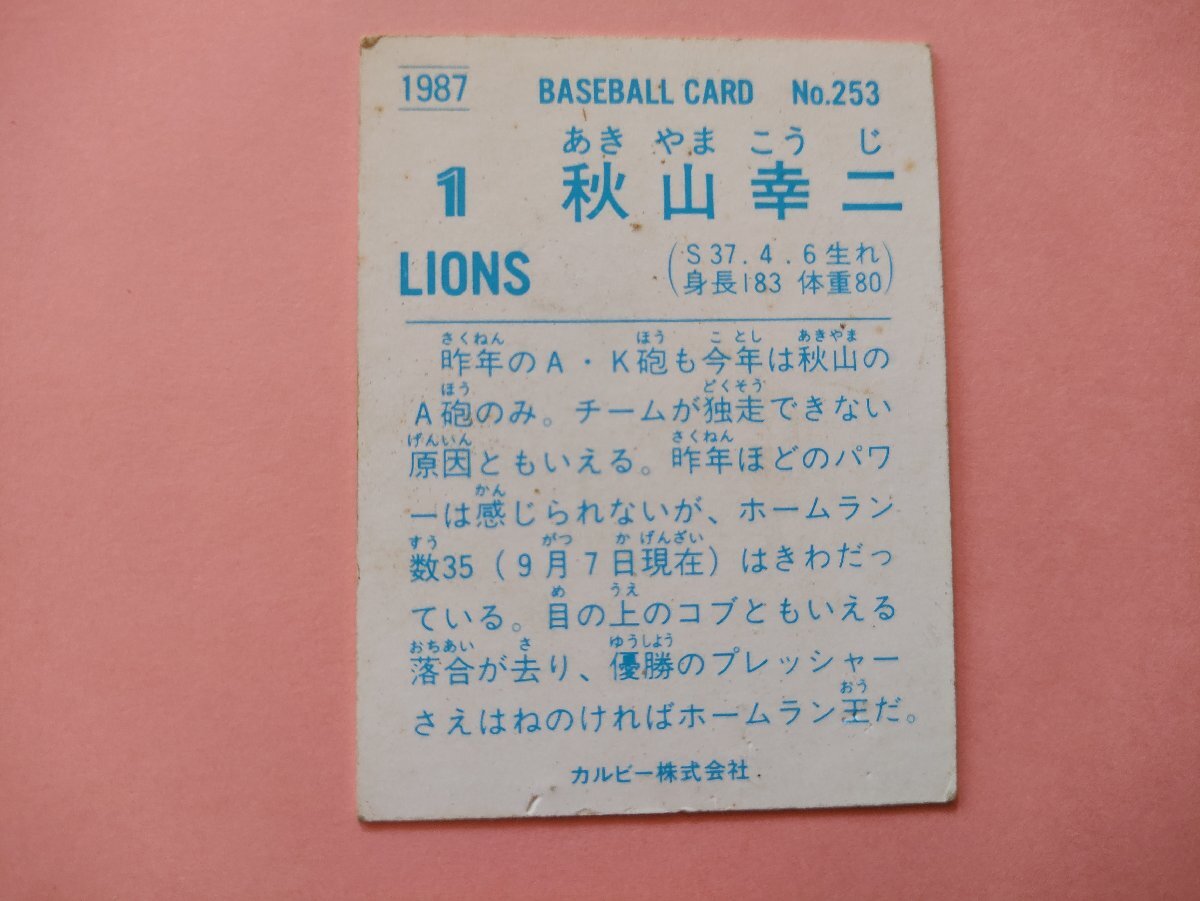 1987 BASEBALL CARD No.253
あき やま こう じ
1 秋山幸二
LIONS
(S37.4.6生れ
身長183 体重80)
さくねん ほう こ とし あきやま
昨年のA・K砲も今年は秋山の
ほう どくそう
A砲のみ。チームが独走できない
げんいん さくねん
原因ともいえる。昨年ほどのパワ
かん
ーは感じられないが、ホームラン
すう がつ か げんざい
数35(9月7日現在)はきわだっ
め うえ
ている。目の上のコブともいえる
おちあい さ ゆうしょう
落合が去り、優勝のプレッシャー
おう
さえはねのければホームラン王だ。
カルビー株式会社